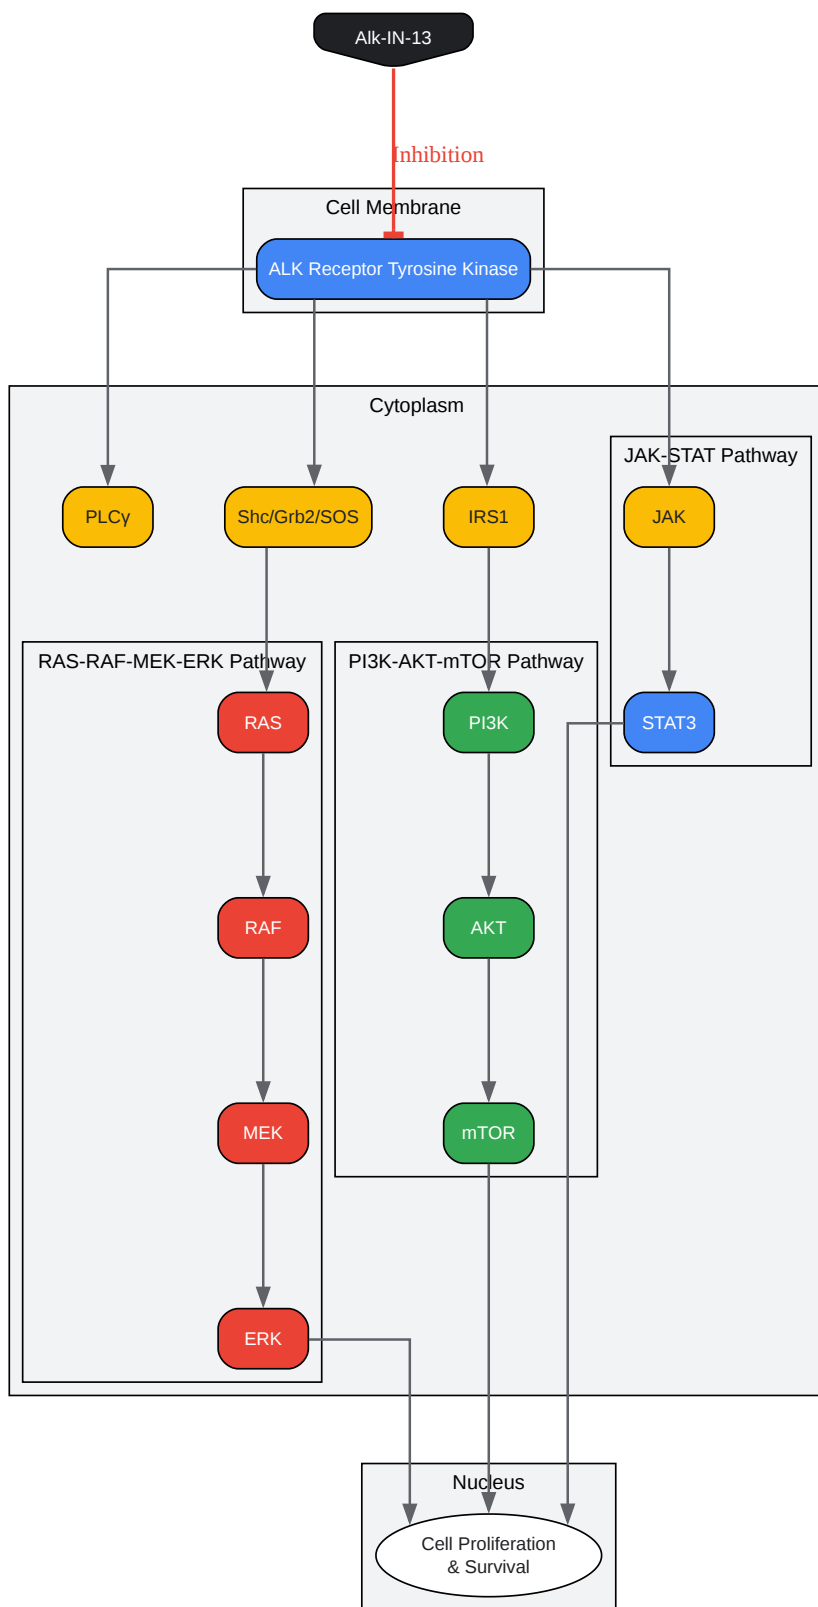 Alk-IN-13
Inhibition
Cell Membrane
ALK Receptor Tyrosine Kinase
Cytoplasm
JAK-STAT Pathway
PLCγ
Shc/Grb2/SOS
IRS1
JAK
RAS-RAF-MEK-ERK Pathway
PI3K-AKT-mTOR Pathway
RAS
PI3K
STAT3
RAF
AKT
MEK
mTOR
ERK
Nucleus
Cell Proliferation
& Survival